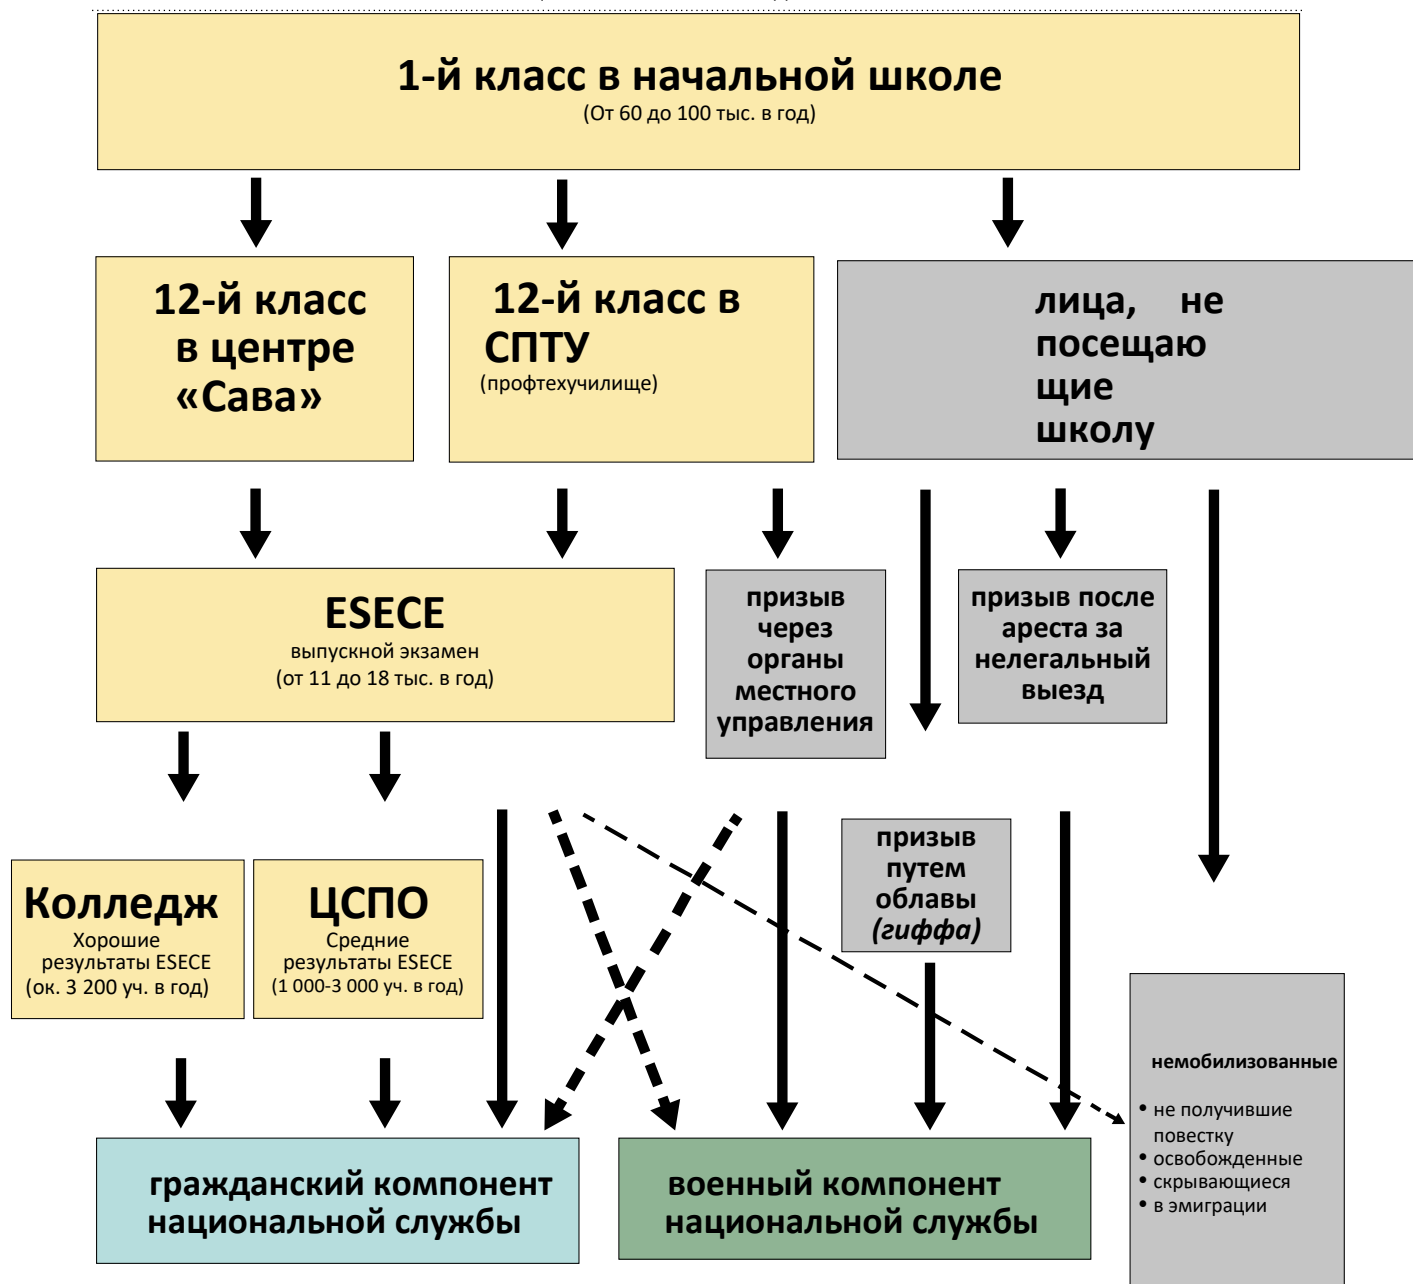 1-й класс в начальной школе
(От 60 до 100 тыс. в год)
12-й класс
в центре
«Сава»
12-й класс в
СПТУ
(профтехучилище)
лица, не
посещаю
щие
школу
ESECE
выпускной экзамен
(от 11 до 18 тыс. в год)
призыв
через
органы
местного
управления
призыв после
ареста за
нелегальный
выезд
призыв
путем
облавы
(гиффа)
Колледж
Хорошие
результаты ESECE
(ок. 3 200 уч. в год)
ЦСПО
Средние
результаты ESECE
(1 000-3 000 уч. в год)
немобилизованные
• не получившие
повестку
• освобожденные
• скрывающиеся
• в эмиграции
гражданский компонент
национальной службы
военный компонент
национальной службы